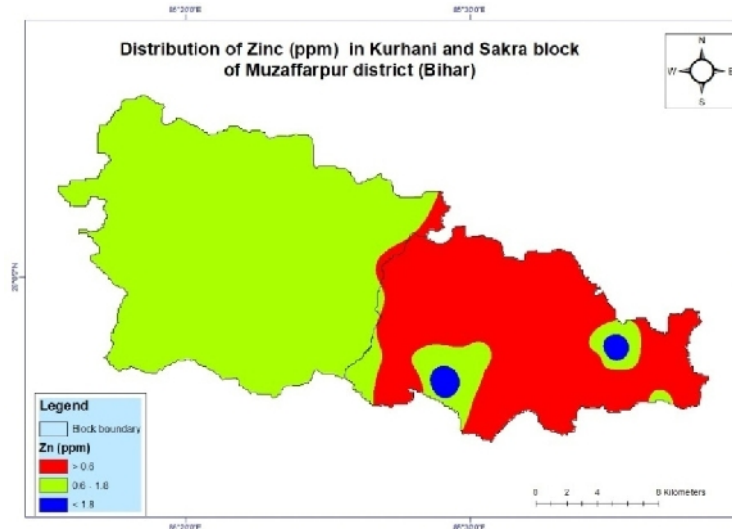 Distribution of Zinc (ppm) in Kurhani and Sakra block
of Muzaffarpur district (Bihar)
N
W E
S
Legend
Block boundary
Zn (ppm)
> 0.6
0.6 - 1.8
< 1.8
0 2 4 8 Kilometers